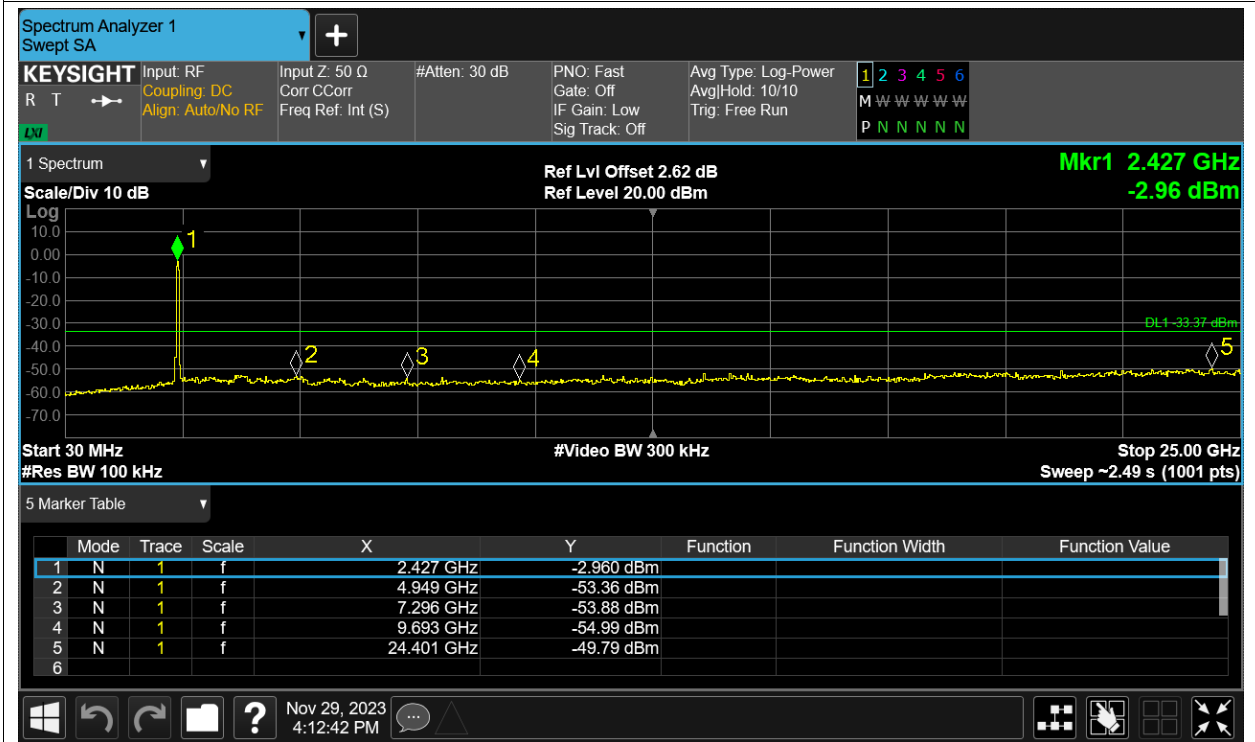 Spectrum Analyzer 1
Swept SA
+
KEYSIGHT Input: RF Input Z: 50 Ω #Atten: 30 dB PNO: Fast Avg Type: Log-Power 1 2 3 4 5 6
R T Coupling: DC Corr CCorr Gate: Off Avg|Hold: 10/10 M W W W W W W
Align: Auto/No RF Freq Ref: Int (S) IF Gain: Low Trig: Free Run
LXI Sig Track: Off P N N N N N N
1 Spectrum Ref Lvl Offset 2.62 dB Mkr1 2.427 GHz
Scale/Div 10 dB Ref Level 20.00 dBm -2.96 dBm
Log
10.0
1
0.00
-10.0
-20.0
-30.0
DL1 -33.37 dBm
-40.0
2 3 4 5
-50.0
-60.0
-70.0
Start 30 MHz #Video BW 300 kHz Stop 25.00 GHz
#Res BW 100 kHz Sweep ~2.49 s (1001 pts)
5 Marker Table
Mode Trace Scale X Y Function Function Width Function Value
1 N 1 f 2.427 GHz -2.960 dBm
2 N 1 f 4.949 GHz -53.36 dBm
3 N 1 f 7.296 GHz -53.88 dBm
4 N 1 f 9.693 GHz -54.99 dBm
5 N 1 f 24.401 GHz -49.79 dBm
6
? Nov 29, 2023
4:12:42 PM